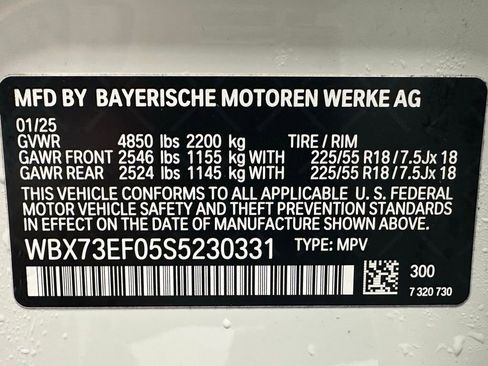 MFD BY BAYERISCHE MOTOREN WERKE AG
01/25
GVWR 4850 lbs 2200 kg TIRE / RIM
GAWR FRONT 2546 lbs 1155 kg WITH 225/55 R18 / 7.5Jx 18
GAWR REAR 2524 lbs 1145 kg WITH 225/55 R18 / 7.5Jx 18
THIS VEHICLE CONFORMS TO ALL APPLICABLE U. S. FEDERAL
MOTOR VEHICLE SAFETY AND THEFT PREVENTION STANDARDS
IN EFFECT ON THE DATE OF MANUFACTURE SHOWN ABOVE.
WBX73EF05S5230331 TYPE: MPV
300
7 320 730